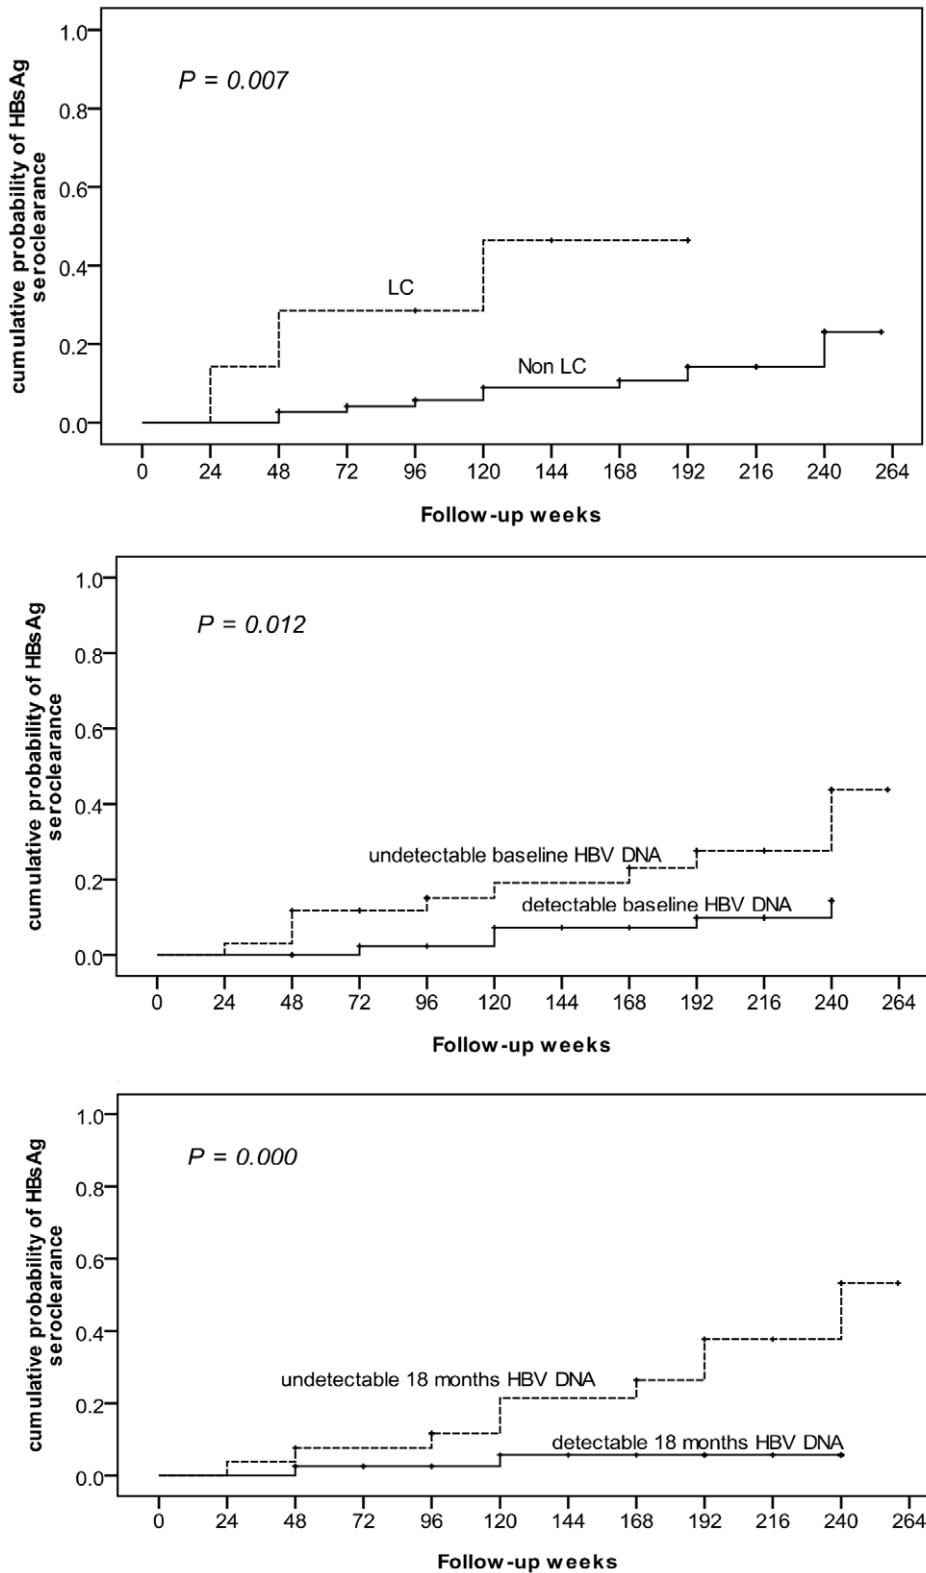 cumulative probability of HBsAg
seroclearance
1.0
0.8
0.6
0.4
0.2
0.0
P = 0.007
LC
Non LC
0 24 48 72 96 120 144 168 192 216 240 264
Follow-up weeks
cumulative probability of HBsAg
seroclearance
1.0
0.8
0.6
0.4
0.2
0.0
P = 0.012
undetectable baseline HBV DNA
detectable baseline HBV DNA
0 24 48 72 96 120 144 168 192 216 240 264
Follow-up weeks
cumulative probability of HBsAg
seroclearance
1.0
0.8
0.6
0.4
0.2
0.0
P = 0.000
undetectable 18 months HBV DNA
detectable 18 months HBV DNA
0 24 48 72 96 120 144 168 192 216 240 264
Follow-up weeks